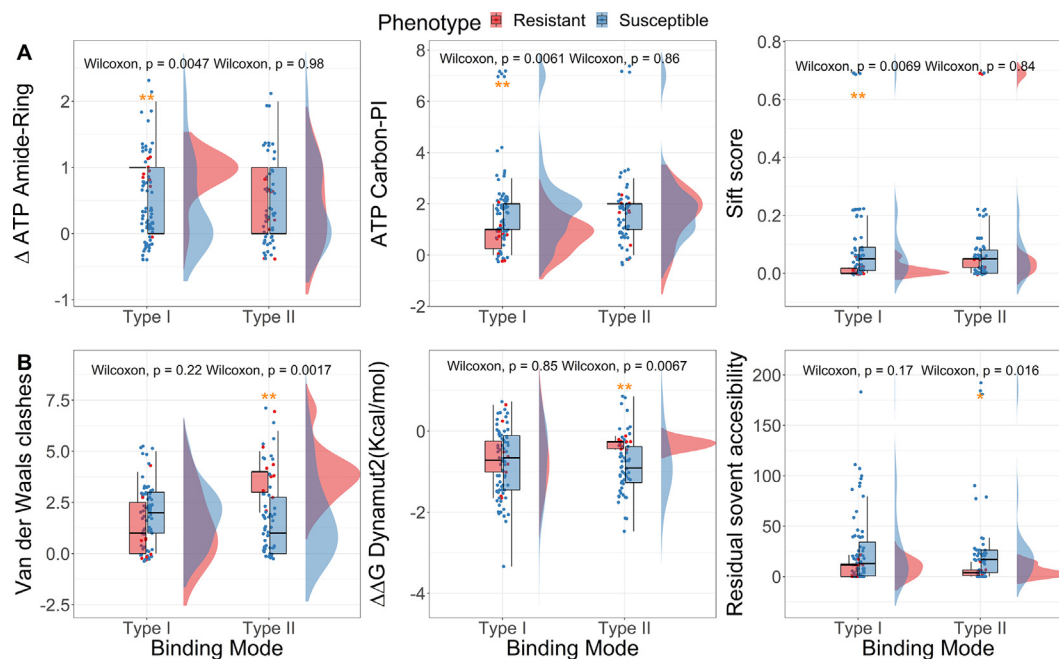 Phenotype Resistant Susceptible
A
Δ ATP Amide-Ring
2
1
0
-1
Wilcoxon, p = 0.0047 Wilcoxon, p = 0.98
**
Type I Type II
ATP Carbon-PI
8
6
4
2
0
-2
Wilcoxon, p = 0.0061 Wilcoxon, p = 0.86
**
Type I Type II
Sift score
0.8
0.6
0.4
0.2
0.0
Wilcoxon, p = 0.0069 Wilcoxon, p = 0.84
**
Type I Type II
B
Van der Waals clashes
7.5
5.0
2.5
0.0
-2.5
Wilcoxon, p = 0.22 Wilcoxon, p = 0.0017
**
Type I Type II
Binding Mode
ΔΔG Dynamut2(Kcal/mol)
0
-2
-4
Wilcoxon, p = 0.85 Wilcoxon, p = 0.0067
**
Type I Type II
Binding Mode
Residual sovent accesibility
200
150
100
50
0
Wilcoxon, p = 0.17 Wilcoxon, p = 0.016
*
Type I Type II
Binding Mode